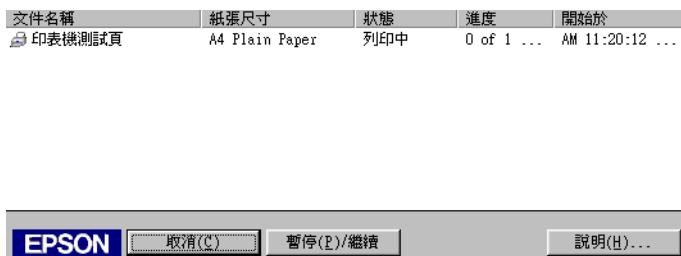 文件名稱 紙張尺寸 狀態 進度 開始於
印表機測試頁 A4 Plain Paper 列印中 0 of 1 ... AM 11:20:12 ...
EPSON 取消(C) 暫停(P)/繼續 說明(H)...